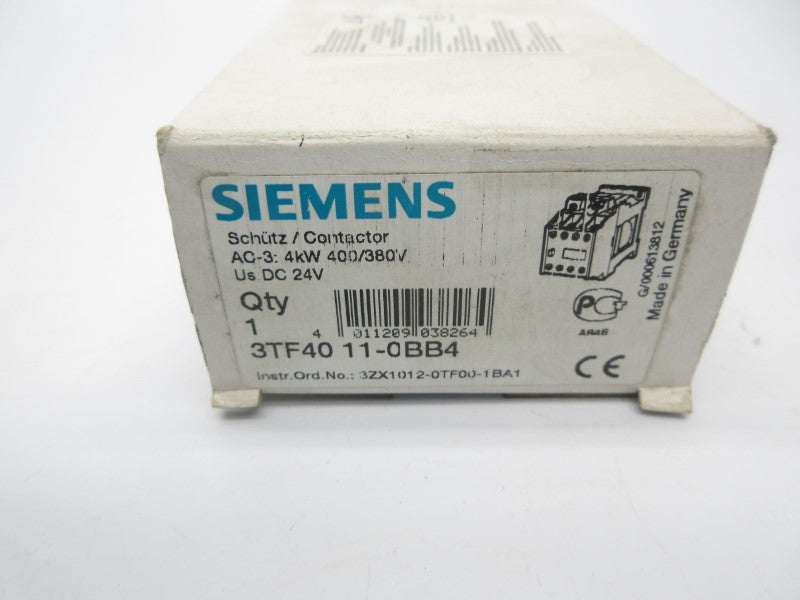 SIEMENS
Schütz / Contactor
AC-3: 4kW 400/380V
Us DC 24V
Qty
1
4 011209 038264
3TF40 11-0BB4
Instr.Ord.No.: 3ZX1012-0TF00-1BA1
G/000613812
Made in Germany
АЯ46
CE